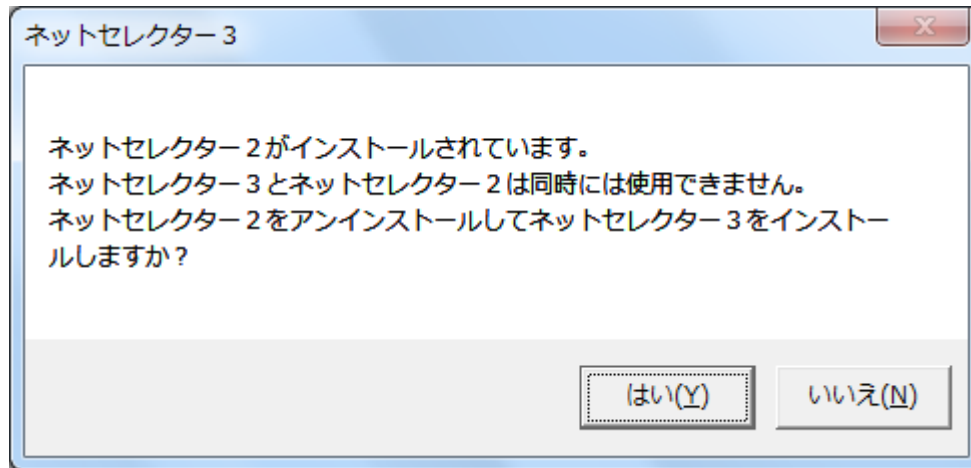 ネットセレクター３
ネットセレクター２がインストールされています。
ネットセレクター３とネットセレクター２は同時には使用できません。
ネットセレクター２をアンインストールしてネットセレクター３をインストー
ルしますか？
はい(Y)
いいえ(N)